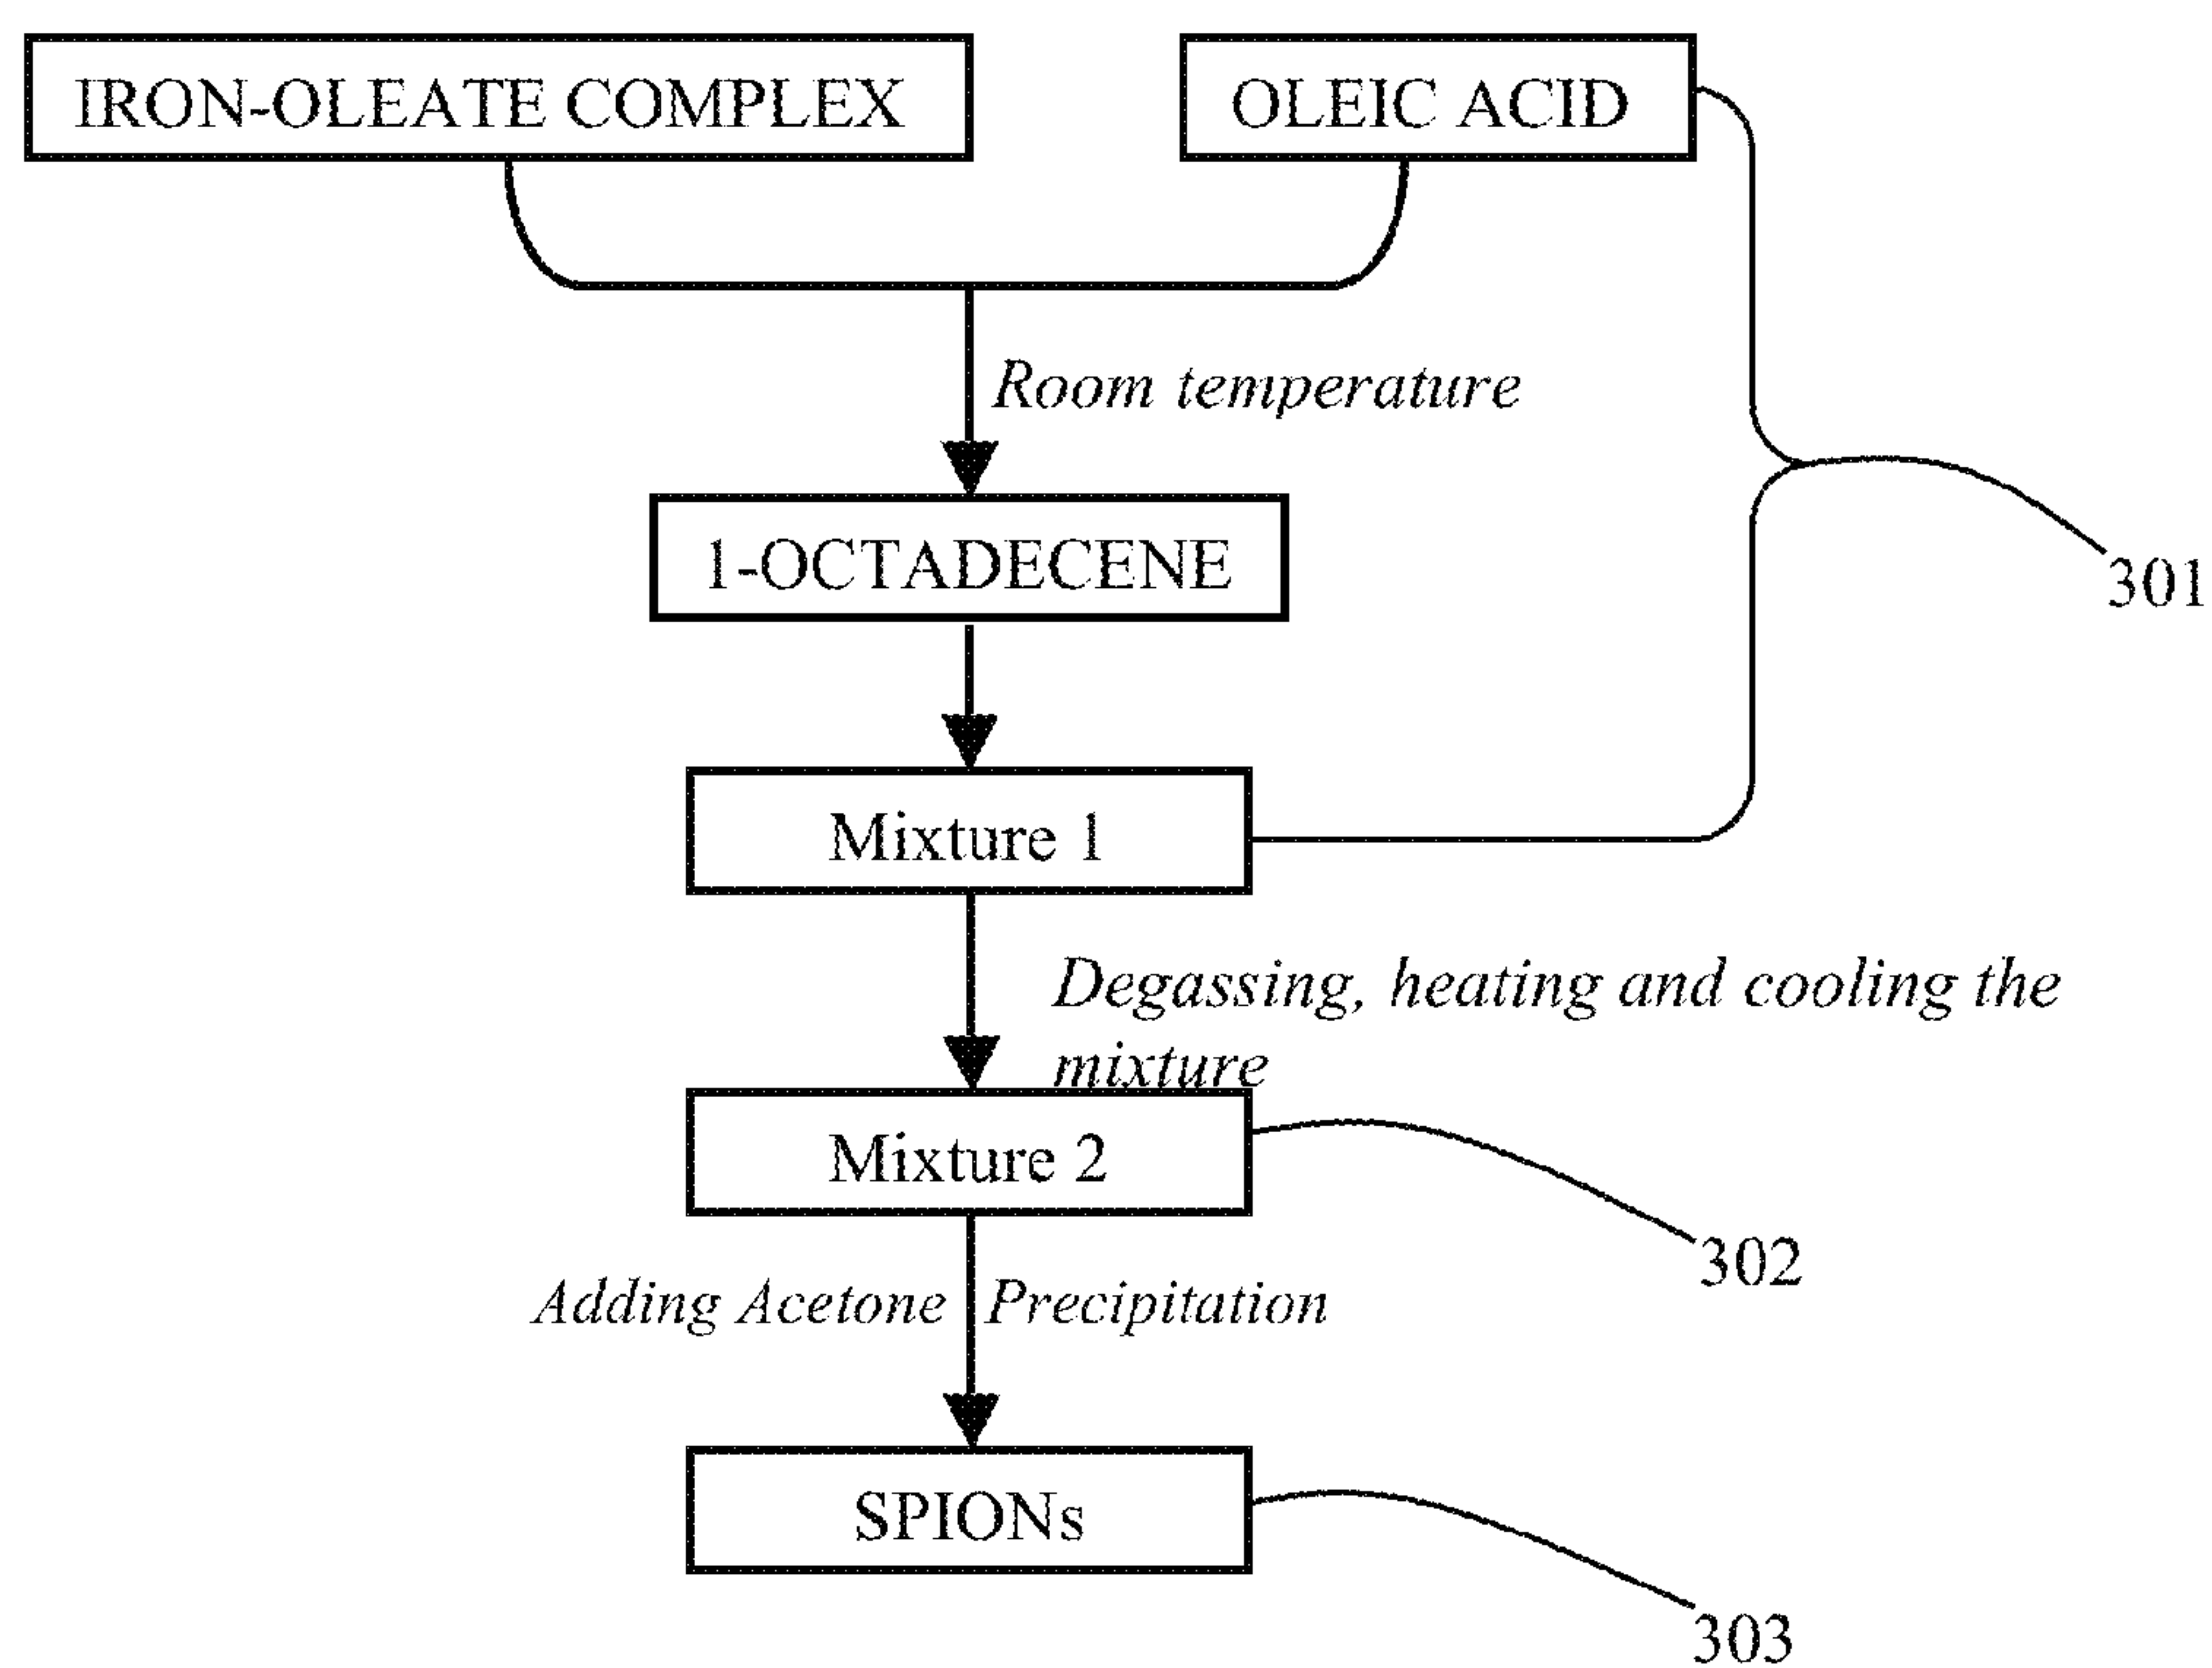 IRON-OLEATE COMPLEX
OLEIC ACID
Room temperature
1-OCTADECENE
301
Mixture 1
Degassing, heating and cooling the
mixture
Mixture 2
302
Adding Acetone
Precipitation
SPIONs
303